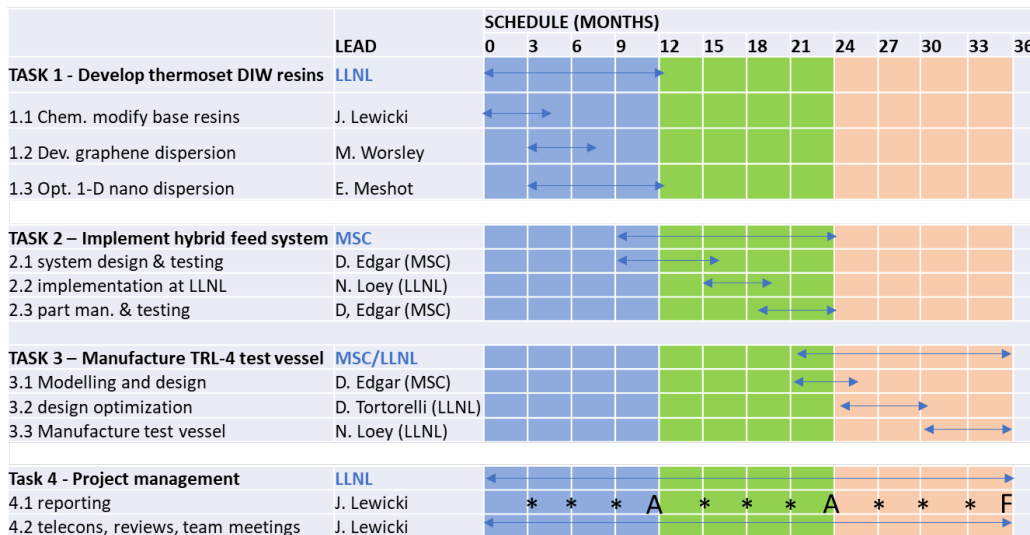 SCHEDULE (MONTHS)
LEAD 0 3 6 9 12 15 18 21 24 27 30 33 36
TASK 1 - Develop thermoset DIW resins LLNL
1.1 Chem. modify base resins J. Lewicki
1.2 Dev. graphene dispersion M. Worsley
1.3 Opt. 1-D nano dispersion E. Meshot
TASK 2 – Implement hybrid feed system MSC
2.1 system design & testing D. Edgar (MSC)
2.2 implementation at LLNL N. Loey (LLNL)
2.3 part man. & testing D, Edgar (MSC)
TASK 3 – Manufacture TRL-4 test vessel MSC/LLNL
3.1 Modelling and design D. Edgar (MSC)
3.2 design optimization D. Tortorelli (LLNL)
3.3 Manufacture test vessel N. Loey (LLNL)
Task 4 - Project management LLNL
4.1 reporting J. Lewicki * * * A * * * A * * * F
4.2 telecons, reviews, team meetings J. Lewicki